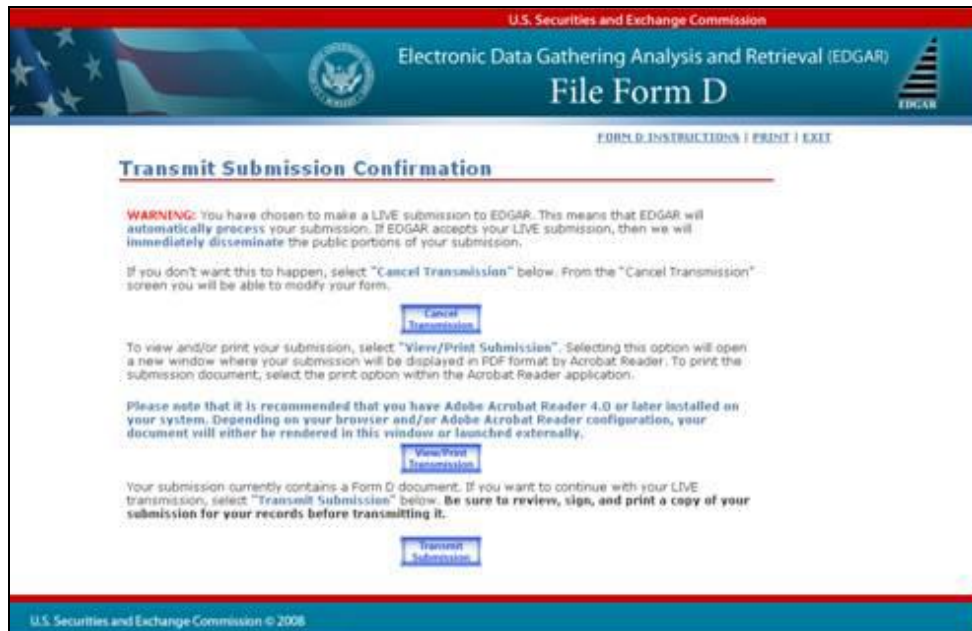 U.S. Securities and Exchange Commission
Electronic Data Gathering Analysis and Retrieval (EDGAR)
File Form D
EDGAR
FORM D INSTRUCTIONS | PRINT | EXIT
Transmit Submission Confirmation
WARNING: You have chosen to make a LIVE submission to EDGAR. This means that EDGAR will
automatically process your submission. If EDGAR accepts your LIVE submission, then we will
immediately disseminate the public portions of your submission.
If you don't want this to happen, select "Cancel Transmission" below. From the "Cancel Transmission"
screen you will be able to modify your form.
Cancel
Transmission
To view and/or print your submission, select "View/Print Submission". Selecting this option will open
a new window where your submission will be displayed in PDF format by Acrobat Reader. To print the
submission document, select the print option within the Acrobat Reader application.
Please note that it is recommended that you have Adobe Acrobat Reader 4.0 or later installed on
your system. Depending on your browser and/or Adobe Acrobat Reader configuration, your
document will either be rendered in this window or launched externally.
View/Print
Transmission
Your submission currently contains a Form D document. If you want to continue with your LIVE
transmission, select "Transmit Submission" below. Be sure to review, sign, and print a copy of your
submission for your records before transmitting it.
Transmit
Submission
U.S. Securities and Exchange Commission © 2008